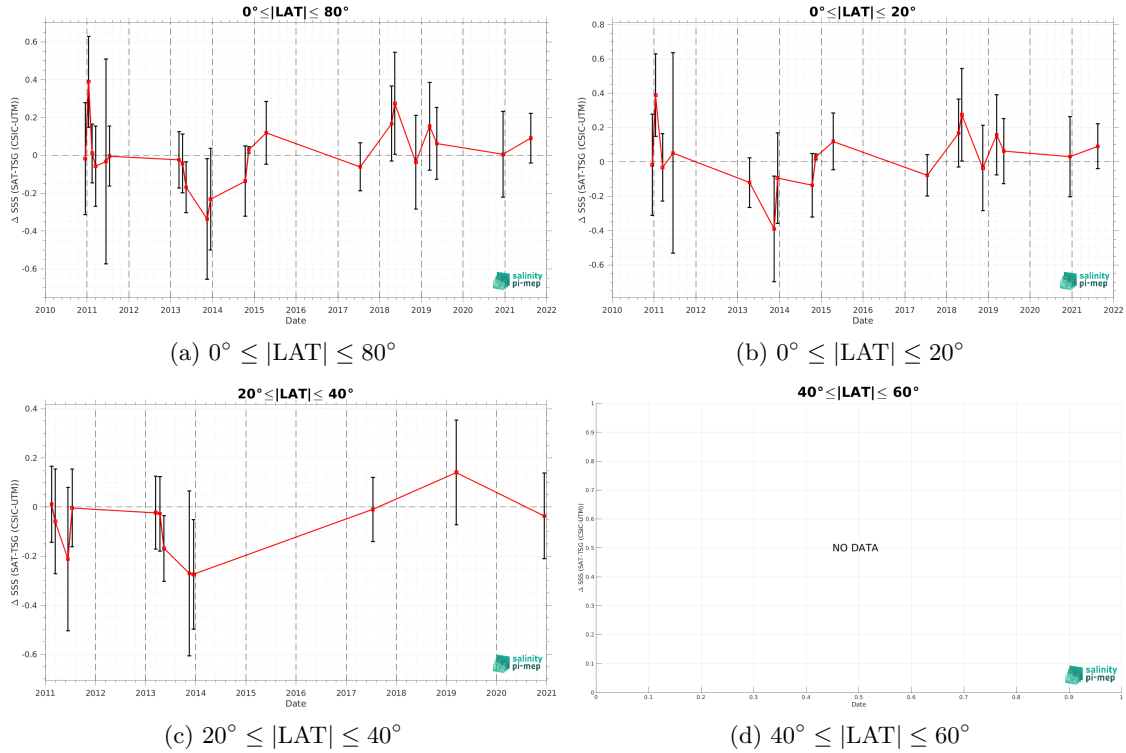 0°≤|LAT|≤ 80°
Δ SSS (SAT-TSG (CSIC-UTM))
0.6
0.4
0.2
0
-0.2
-0.4
-0.6
2010 2011 2012 2013 2014 2015 2016 2017 2018 2019 2020 2021 2022
Date
salinity
pi-mep
(a) 0° ≤ |LAT| ≤ 80°
0°≤|LAT|≤ 20°
Δ SSS (SAT-TSG (CSIC-UTM))
0.8
0.6
0.4
0.2
0
-0.2
-0.4
-0.6
2010 2011 2012 2013 2014 2015 2016 2017 2018 2019 2020 2021 2022
Date
salinity
pi-mep
(b) 0° ≤ |LAT| ≤ 20°
20°≤|LAT|≤ 40°
Δ SSS (SAT-TSG (CSIC-UTM))
0.4
0.2
0
-0.2
-0.4
-0.6
2011 2012 2013 2014 2015 2016 2017 2018 2019 2020 2021
Date
salinity
pi-mep
(c) 20° ≤ |LAT| ≤ 40°
40°≤|LAT|≤ 60°
Δ SSS (SAT-TSG (CSIC-UTM))
1
0.9
0.8
0.7
0.6
0.5
0.4
0.3
0.2
0.1
0
NO DATA
0 0.1 0.2 0.3 0.4 0.5 0.6 0.7 0.8 0.9 1
Date
salinity
pi-mep
(d) 40° ≤ |LAT| ≤ 60°